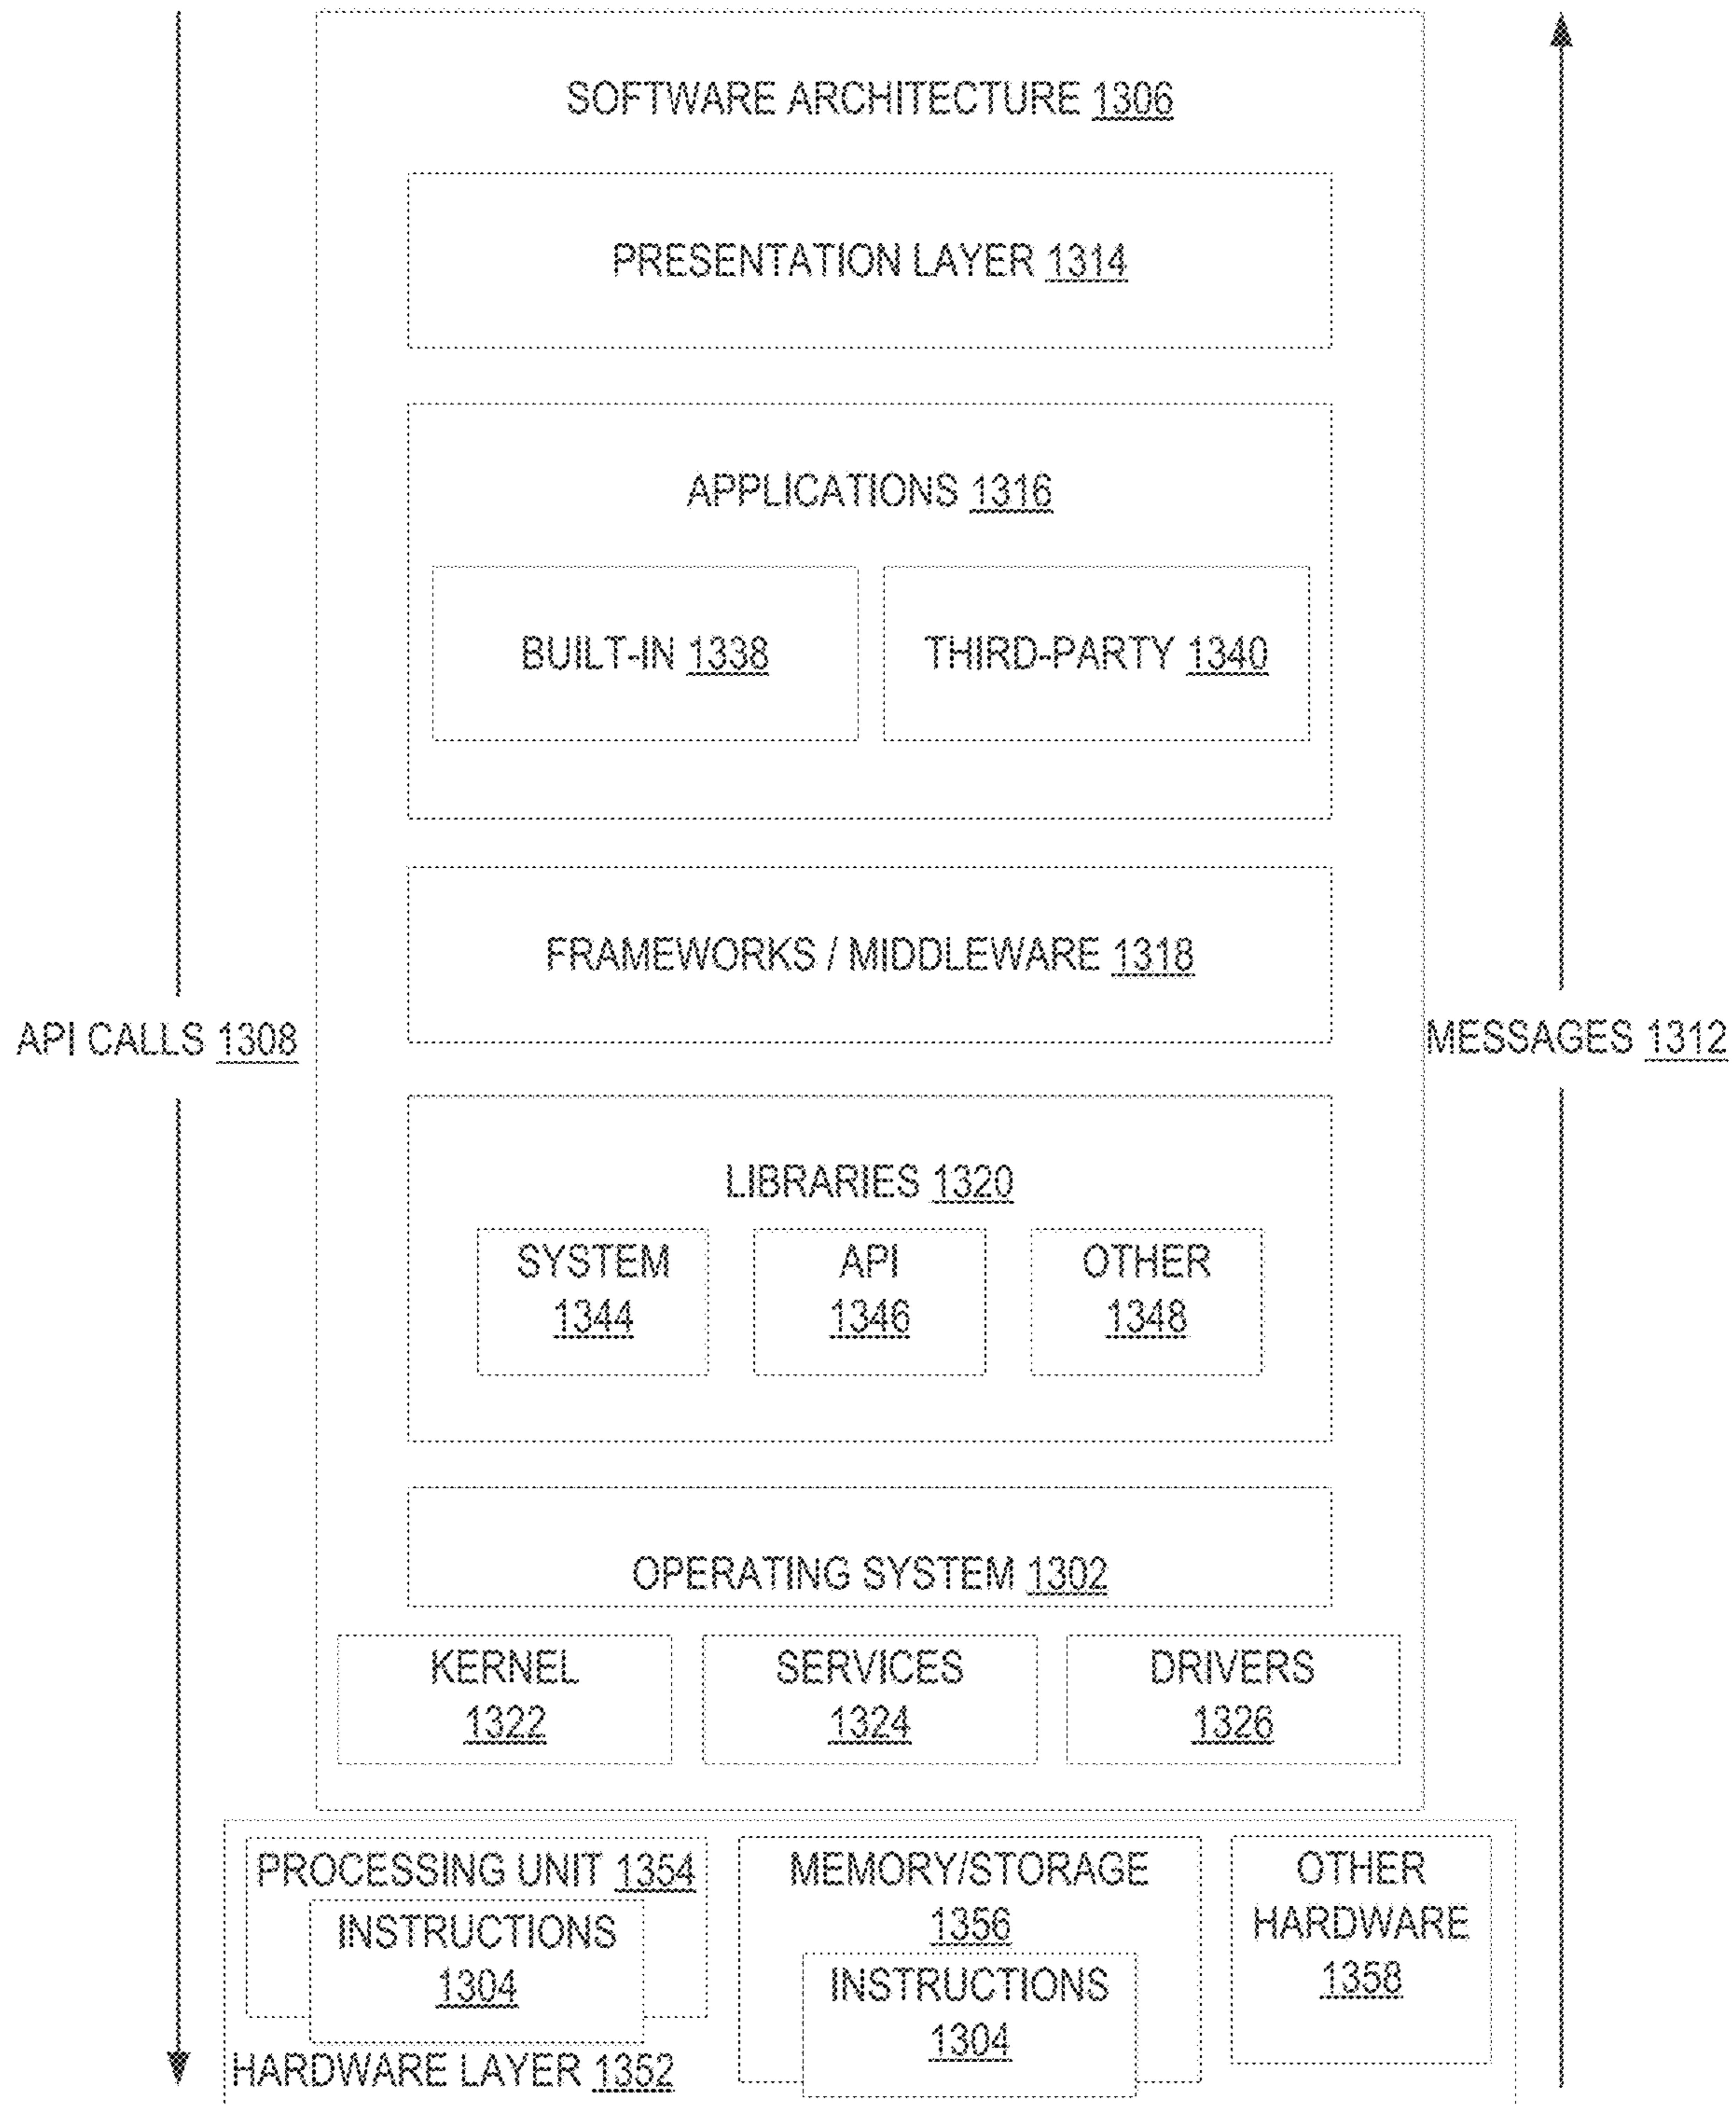 SOFTWARE ARCHITECTURE 1306
PRESENTATION LAYER 1314
APPLICATIONS 1316
BUILT-IN 1338
THIRD-PARTY 1340
FRAMEWORKS / MIDDLEWARE 1318
API CALLS 1308
MESSAGES 1312
LIBRARIES 1320
SYSTEM
1344
API
1346
OTHER
1348
OPERATING SYSTEM 1302
KERNEL
1322
SERVICES
1324
DRIVERS
1326
PROCESSING UNIT 1354
INSTRUCTIONS
1304
MEMORY/STORAGE
1356
INSTRUCTIONS
1304
OTHER
HARDWARE
1358
HARDWARE LAYER 1352